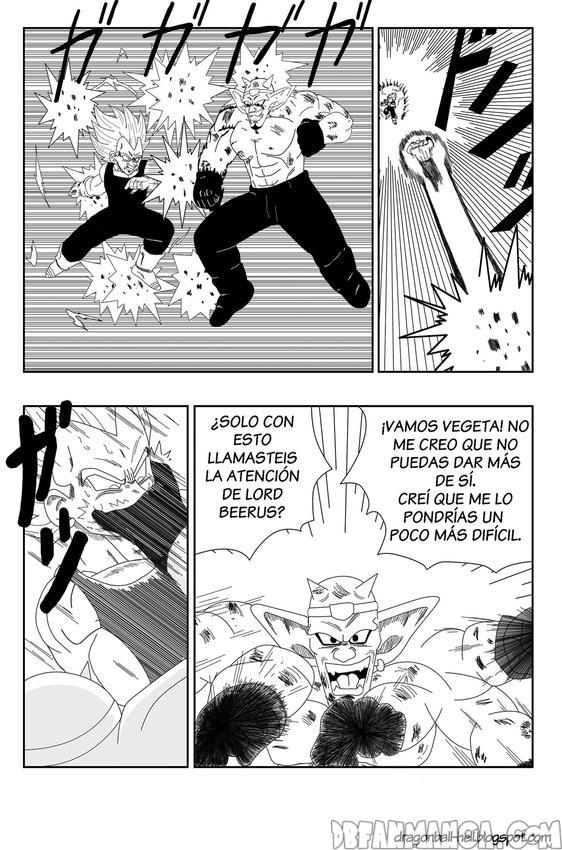 ガガガガ
¡VAMOS VEGETA! NO
ME CREO QUE NO
PUEDAS DAR MÁS
DE SÍ.
CREÍ QUE ME LO
PONDRÍAS UN
POCO MÁS DIFÍCIL.
¿SOLO CON
ESTO
LLAMASTEIS
LA ATENCIÓN
DE LORD
BEERUS?
ガッ
DBFANMANGA.COM
dragonball-hell.blogspot.com